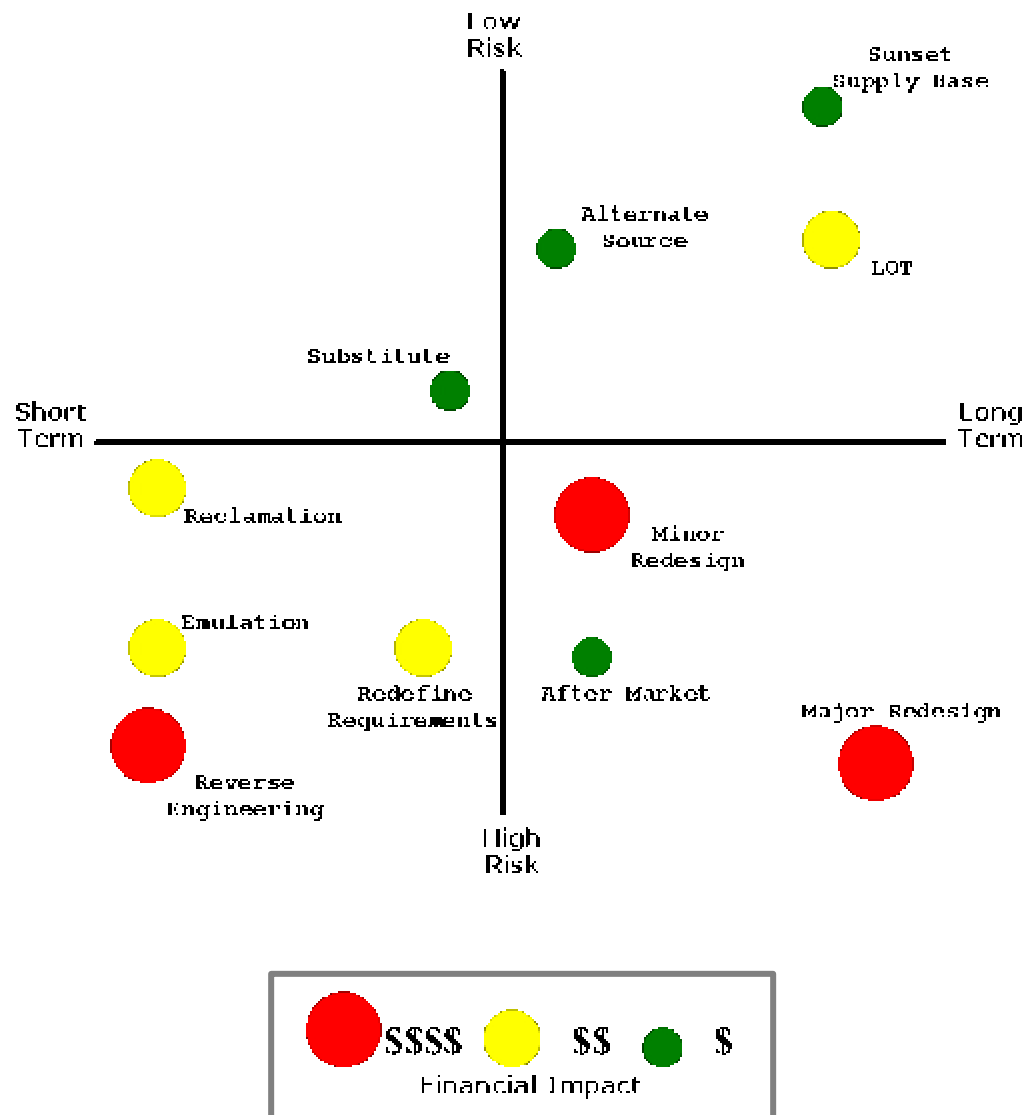 Low
Risk
Sunset
Supply Base
Alternate
Source
LOT
Substitute
Short
Term
Long
Term
Reclamation
Minor
Redesign
Emulation
Redefine
Requirements
After Market
Major Redesign
Reverse
Engineering
High
Risk
$$$$ $$ $
Financial Impact